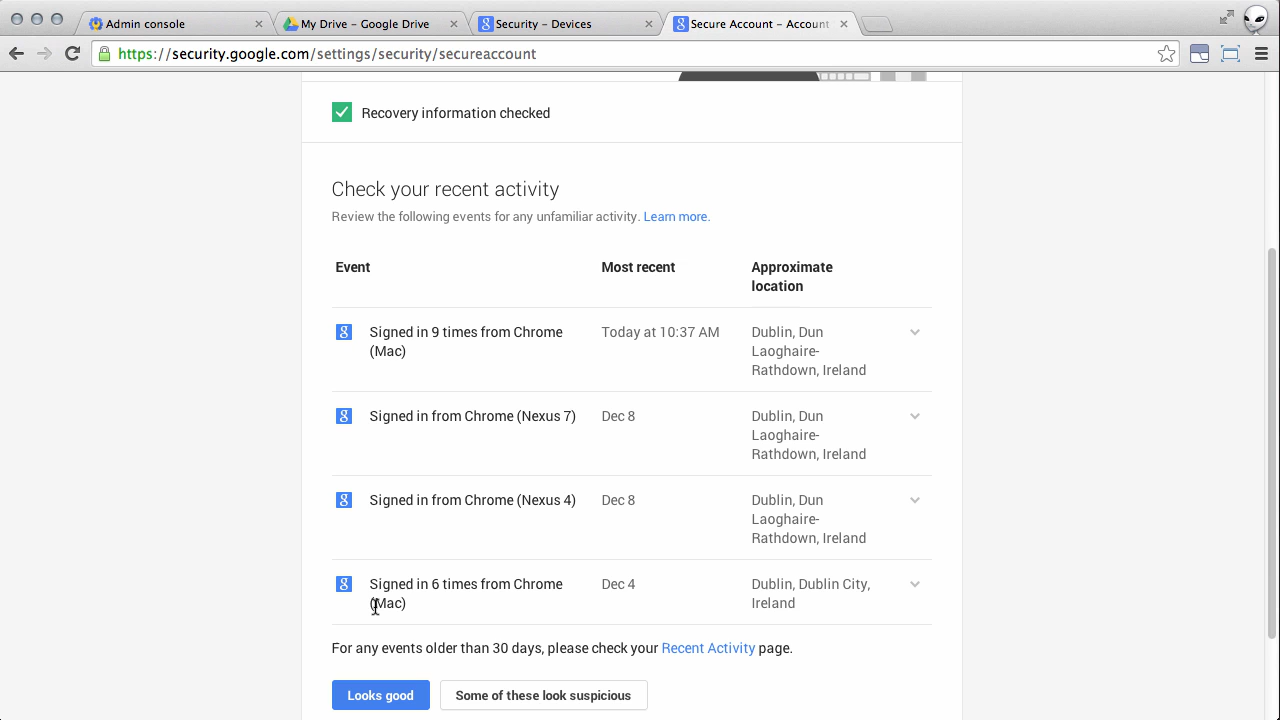 Admin console
My Drive – Google Drive
Security – Devices
Secure Account – Account
https://security.google.com/settings/security/secureaccount
Recovery information checked
Check your recent activity
Review the following events for any unfamiliar activity. Learn more.
Event
Most recent
Approximate
location
Signed in 9 times from Chrome
(Mac)
Today at 10:37 AM
Dublin, Dun
Laoghaire-
Rathdown, Ireland
Signed in from Chrome (Nexus 7)
Dec 8
Dublin, Dun
Laoghaire-
Rathdown, Ireland
Signed in from Chrome (Nexus 4)
Dec 8
Dublin, Dun
Laoghaire-
Rathdown, Ireland
Signed in 6 times from Chrome
(Mac)
Dec 4
Dublin, Dublin City,
Ireland
For any events older than 30 days, please check your Recent Activity page.
Looks good
Some of these look suspicious